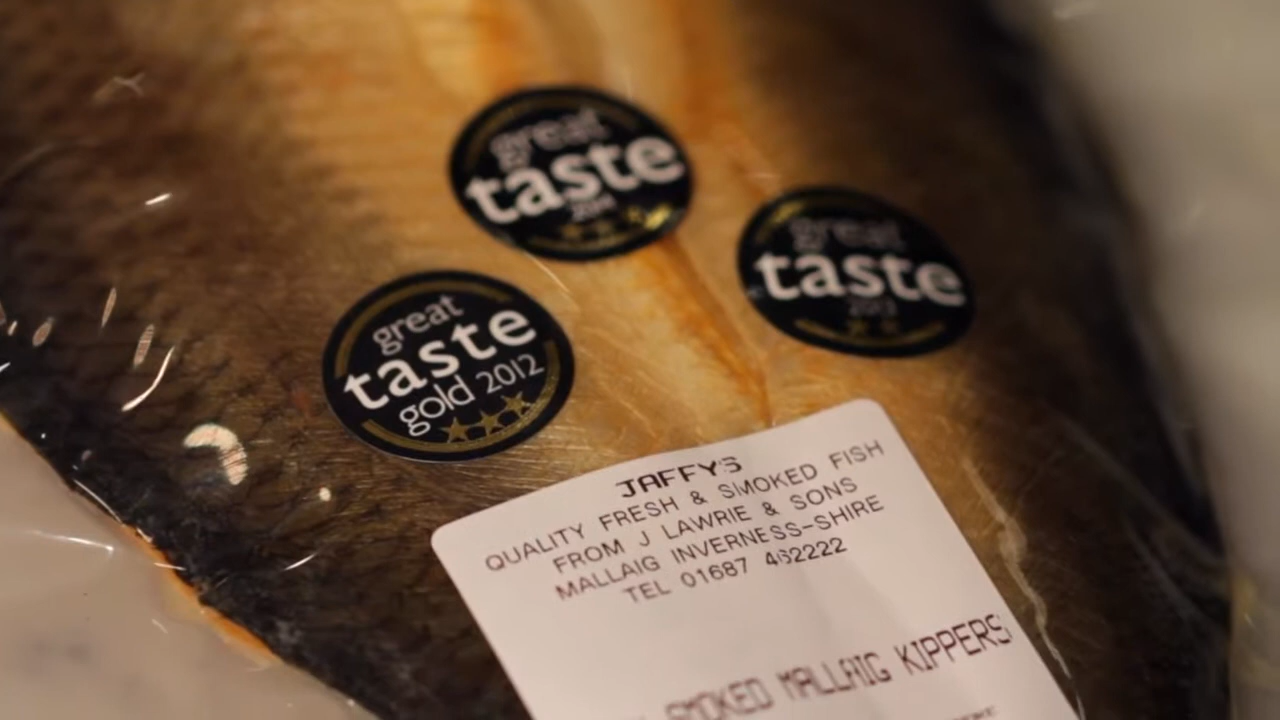 great
taste
great
taste
great
taste
gold 2012
JAFFY'S
QUALITY FRESH & SMOKED FISH
FROM J LAWRIE & SONS
MALLAIG INVERNESS-SHIRE
TEL 01687 462222
SMOKED MALLAIG KIPPERS